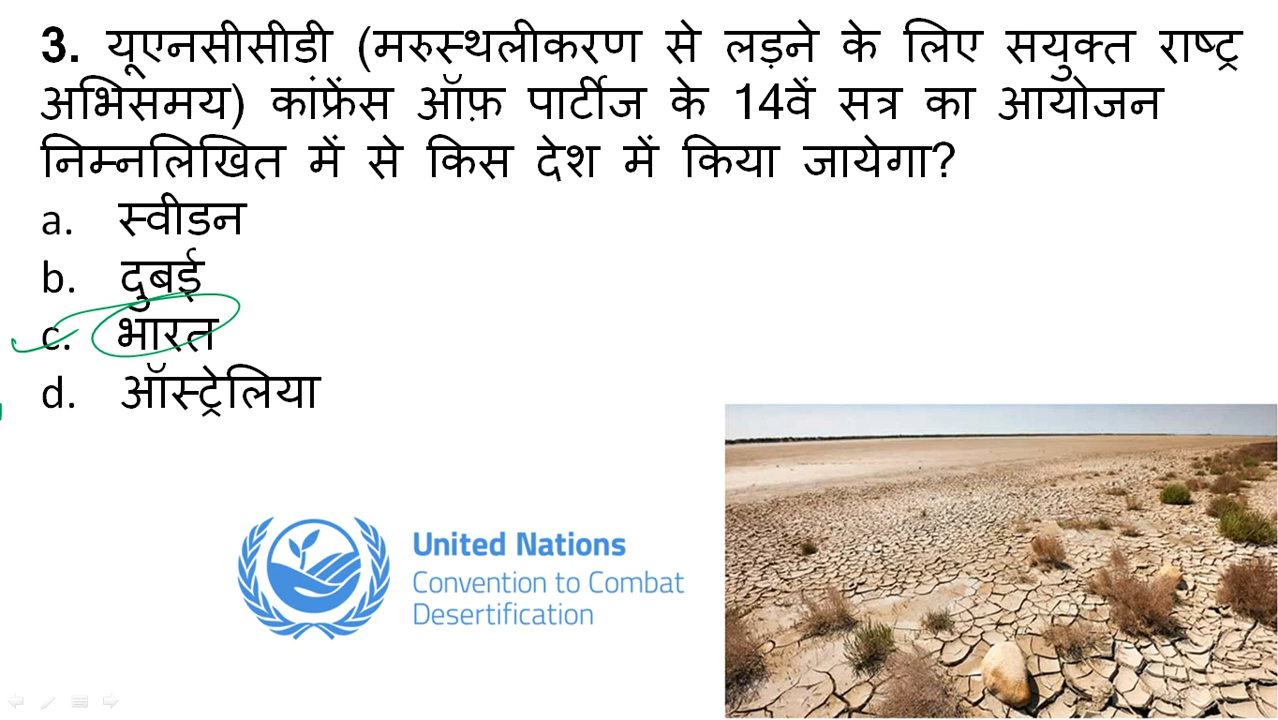 3. यूएनसीसीडी (मरुस्थलीकरण से लड़ने के लिए सयुक्त राष्ट्र
अभिसमय) कांफ्रेंस ऑफ़ पार्टीज के 14वें सत्र का आयोजन
निम्नलिखित में से किस देश में किया जायेगा?
a. स्वीडन
b. दुबई
c. भारत
d. ऑस्ट्रेलिया
United Nations
Convention to Combat
Desertification